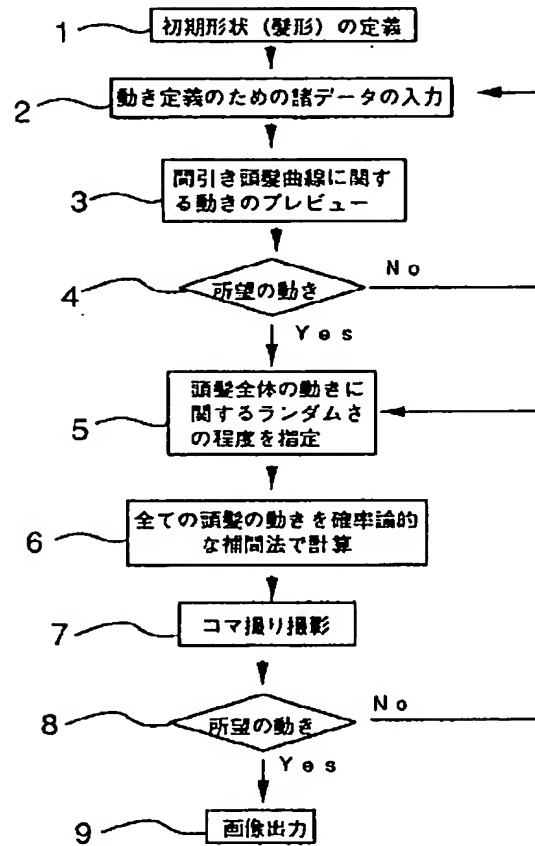 1 初期形状（髪形）の定義
2 動き定義のための諸データの入力
3 間引き頭髪曲線に関す
る動きのプレビュー
4 所望の動き No
Yes
5 頭髪全体の動きに
関するランダムさ
の程度を指定
6 全ての頭髪の動きを確率論的
な補間法で計算
7 コマ撮り撮影
8 所望の動き No
Yes
9 画像出力